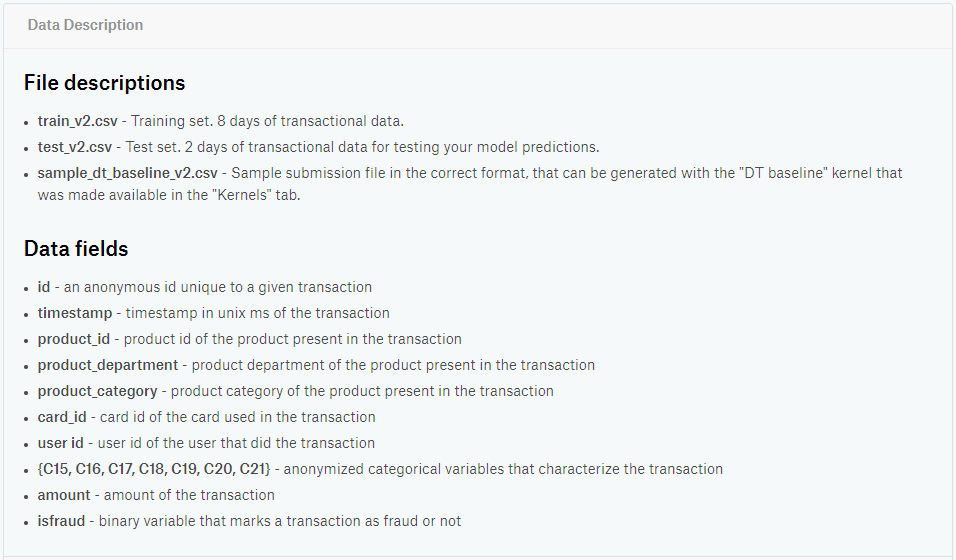 Data Description
File descriptions
• train_v2.csv - Training set. 8 days of transactional data.
• test_v2.csv - Test set. 2 days of transactional data for testing your model predictions.
• sample_dt_baseline_v2.csv - Sample submission file in the correct format, that can be generated with the "DT baseline" kernel that
was made available in the "Kernels" tab.
Data fields
• id - an anonymous id unique to a given transaction
• timestamp - timestamp in unix ms of the transaction
• product_id - product id of the product present in the transaction
• product_department - product department of the product present in the transaction
• product_category - product category of the product present in the transaction
• card_id - card id of the card used in the transaction
• user id - user id of the user that did the transaction
• {C15, C16, C17, C18, C19, C20, C21} - anonymized categorical variables that characterize the transaction
• amount - amount of the transaction
• isfraud - binary variable that marks a transaction as fraud or not